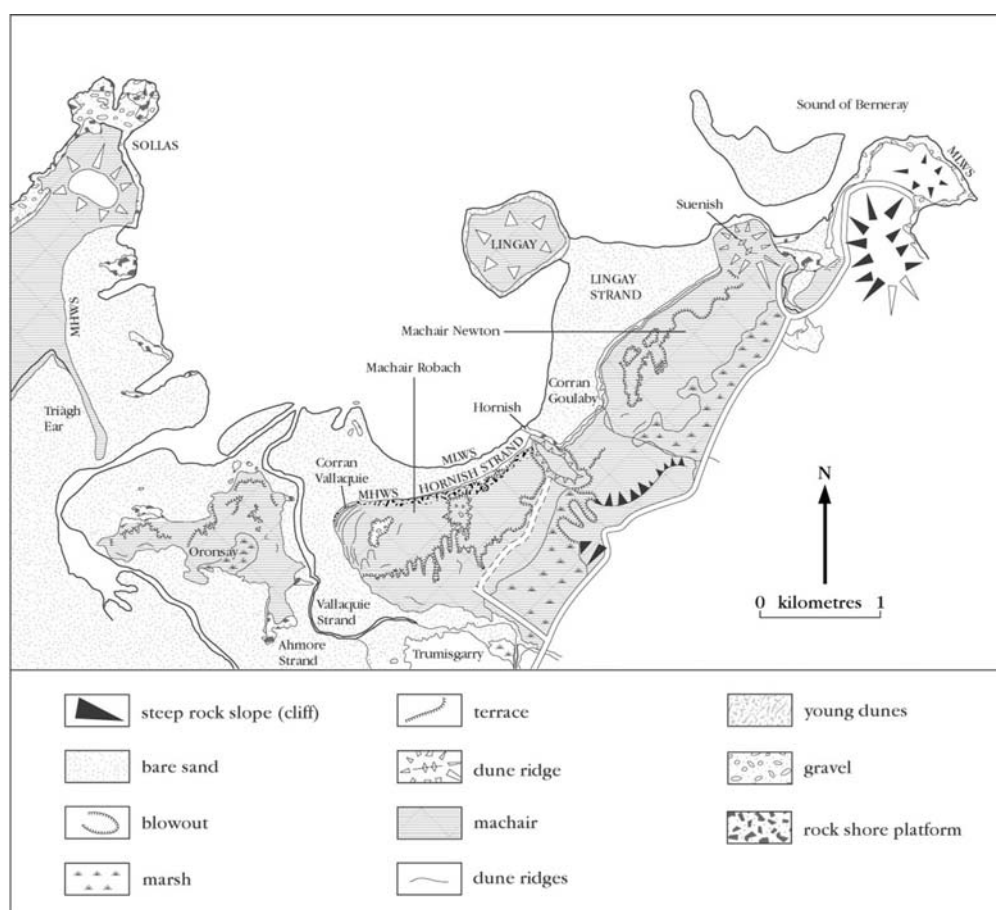 Sound of Berneray
MLWS
SOLLAS
Suenish
LINGAY
LINGAY
STRAND
MHWS
Machair Newton
Machair Robach
Corran
Goulaby
Triàgh
Ear
Hornish
MLWS
Corran
Vallaquie
MHWS
HORNISH STRAND
N
Oronsay
0 kilometres 1
Vallaquie
Strand
Ahmore
Strand
Trumisgarry
steep rock slope (cliff)
terrace
young dunes
bare sand
dune ridge
gravel
blowout
machair
rock shore platform
marsh
dune ridges